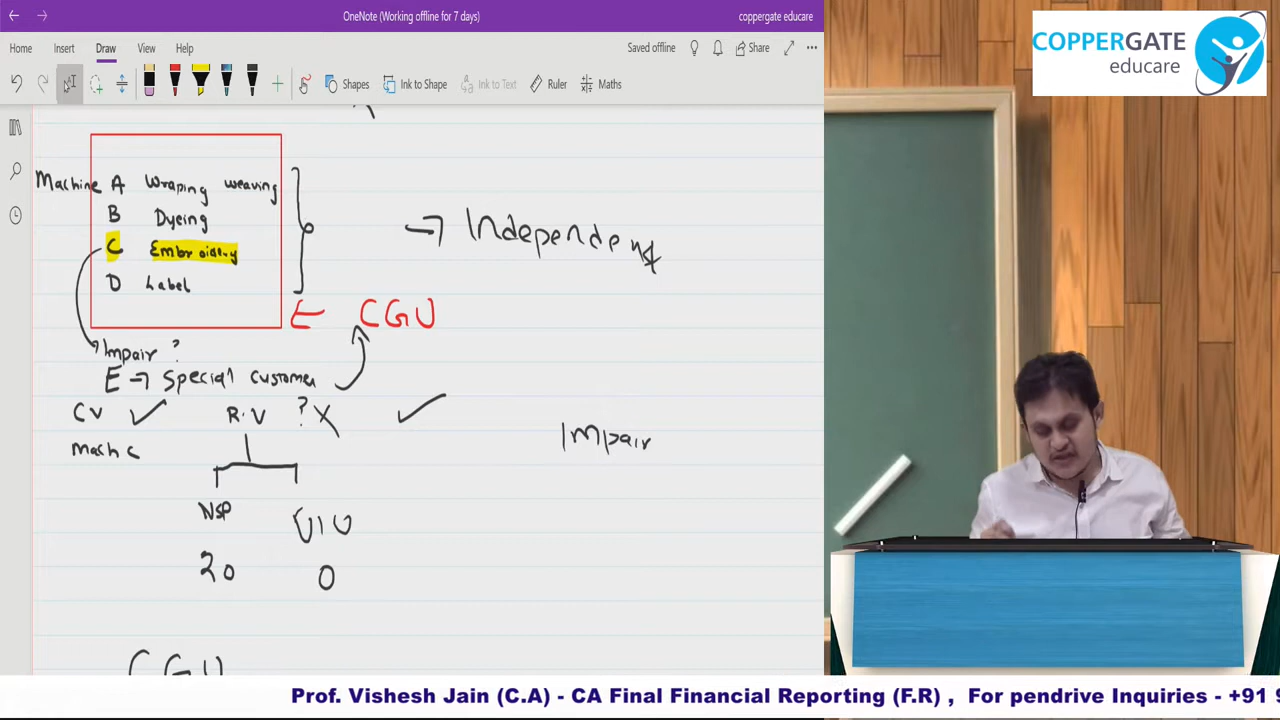 OneNote (Working offline for 7 days)
coppergate educare
Home Insert Draw View Help
Saved offline
Share
Shapes
Ink to Shape
Ink to Text
Ruler
Maths
COPPERGATE
educare
Machine A Wraping weaving
B Dyeing
C Embroidery
D Label
→ Independent
E CGU
Impair ?
E → Special customer
CV ✓ R.V ? X ✓
Mach C
Impair
NSP VIU
20 0
CGU
Prof. Vishesh Jain (C.A) - CA Final Financial Reporting (F.R) , For pendrive Inquiries - +91 9